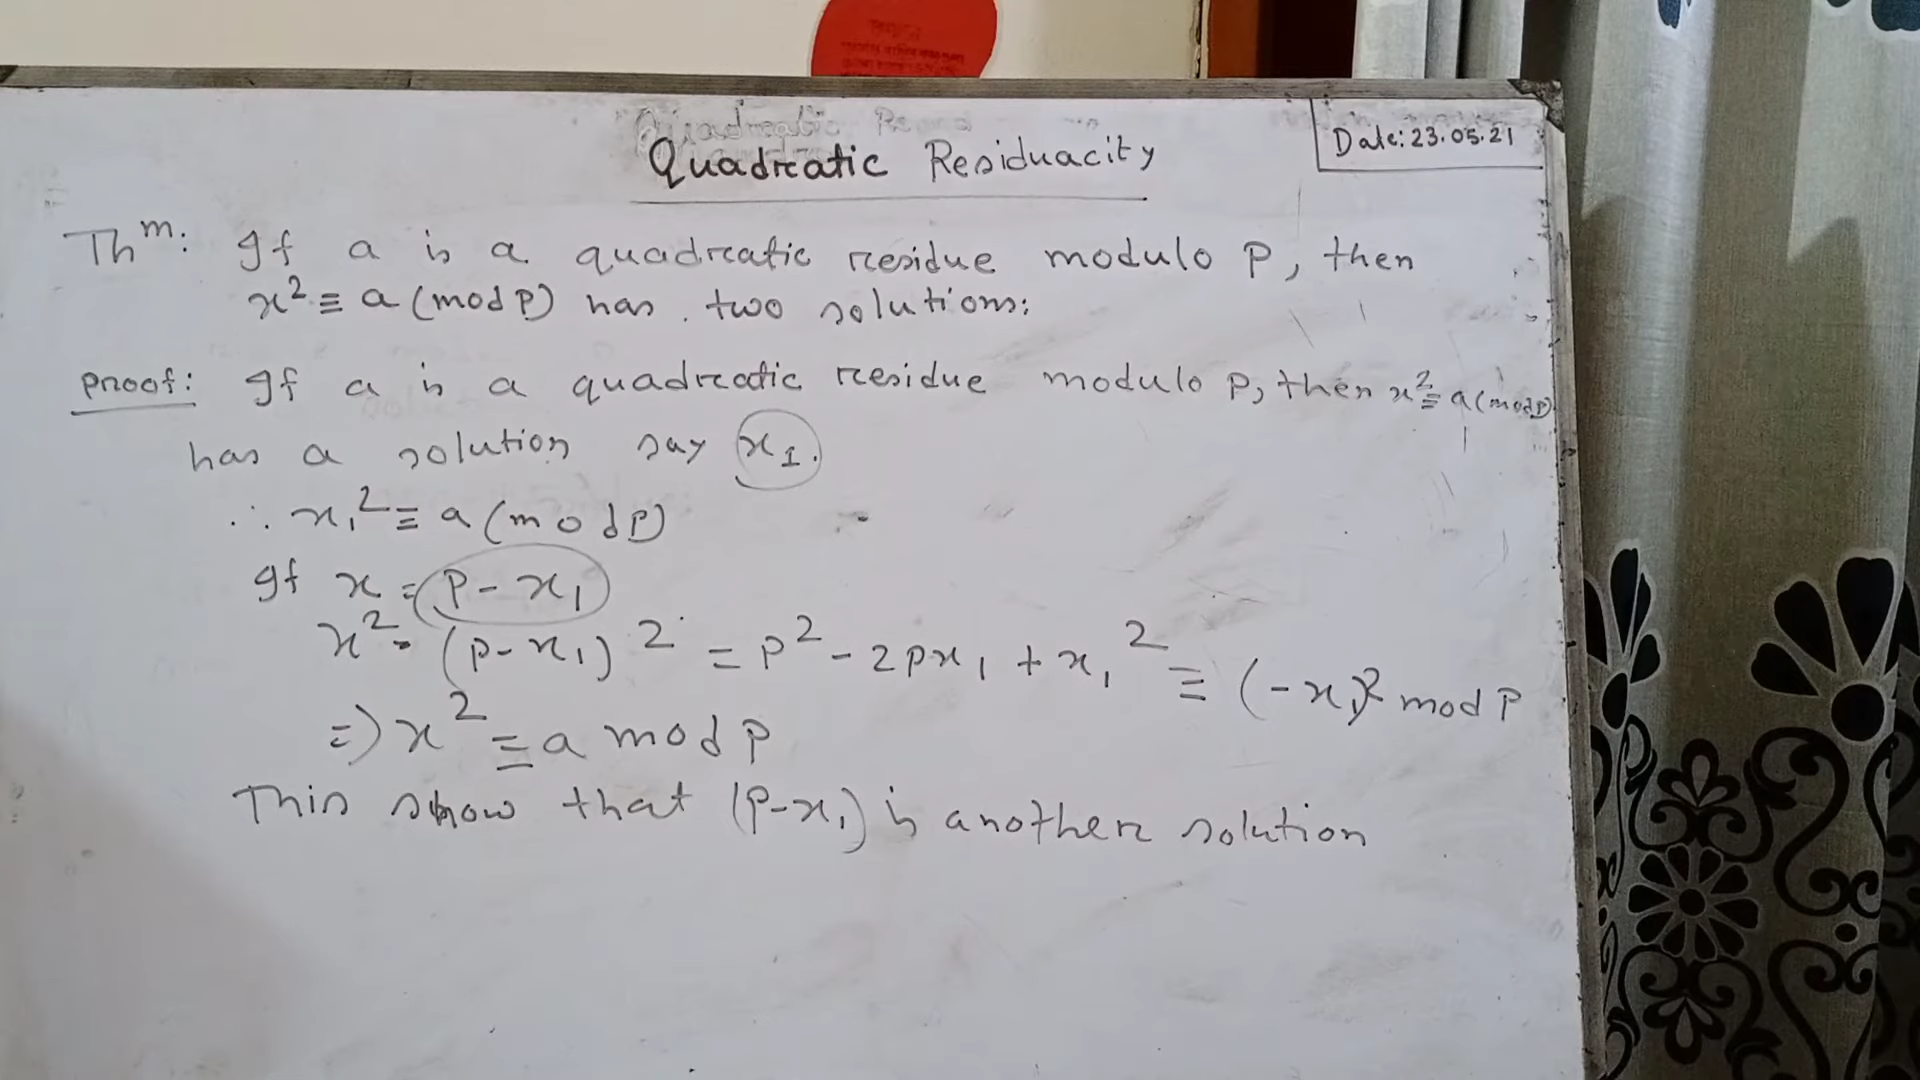 Quadratic Residuacity
Date: 23.05.21
Thm: If a is a quadratic residue modulo p, then
x² ≡ a (mod p) has two solutions:
Proof: If a is a quadratic residue modulo p, then x² ≡ a (mod p)
has a solution say x₁.
∴ x₁² ≡ a (mod p)
If x = p - x₁
x² = (p - x₁)² = p² - 2px₁ + x₁² ≡ (-x₁)² mod p
⇒ x² ≡ a mod p
This show that (p-x₁) is another solution